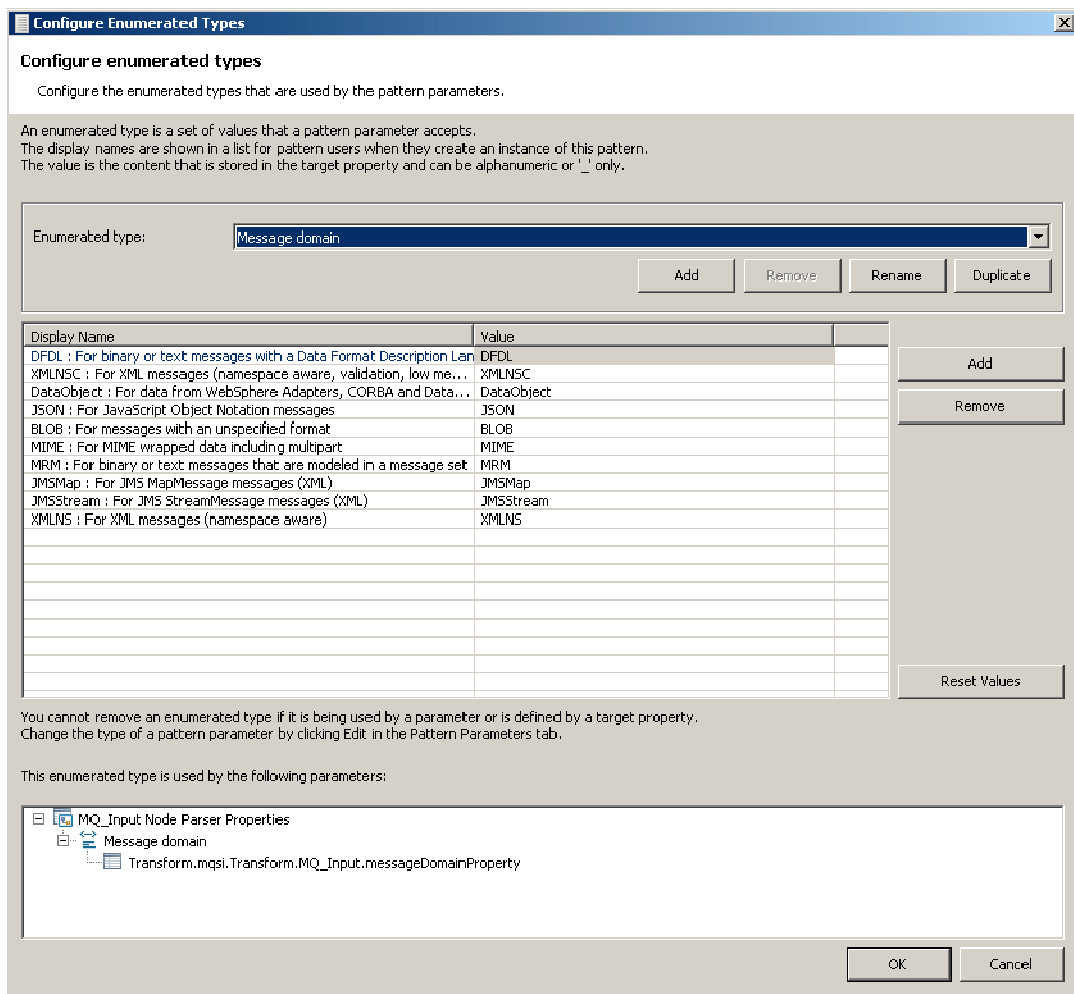 Configure Enumerated Types
Configure enumerated types
Configure the enumerated types that are used by the pattern parameters.
An enumerated type is a set of values that a pattern parameter accepts.
The display names are shown in a list for pattern users when they create an instance of this pattern.
The value is the content that is stored in the target property and can be alphanumeric or '_' only.
Enumerated type: Message domain
Add Remove Rename Duplicate
Display Name Value
DFDL : For binary or text messages with a Data Format Description Lan DFDL
XMLNSC : For XML messages (namespace aware, validation, low me... XMLNSC
DataObject : For data from WebSphere Adapters, CORBA and Data... DataObject
JSON : For JavaScript Object Notation messages JSON
BLOB : For messages with an unspecified format BLOB
MIME : For MIME wrapped data including multipart MIME
MRM : For binary or text messages that are modeled in a message set MRM
JMSMap : For JMS MapMessage messages (XML) JMSMap
JMSStream : For JMS StreamMessage messages (XML) JMSStream
XMLNS : For XML messages (namespace aware) XMLNS
Add
Remove
Reset Values
You cannot remove an enumerated type if it is being used by a parameter or is defined by a target property.
Change the type of a pattern parameter by clicking Edit in the Pattern Parameters tab.
This enumerated type is used by the following parameters:
MQ_Input Node Parser Properties
Message domain
Transform.mqsi.Transform.MQ_Input.messageDomainProperty
OK Cancel